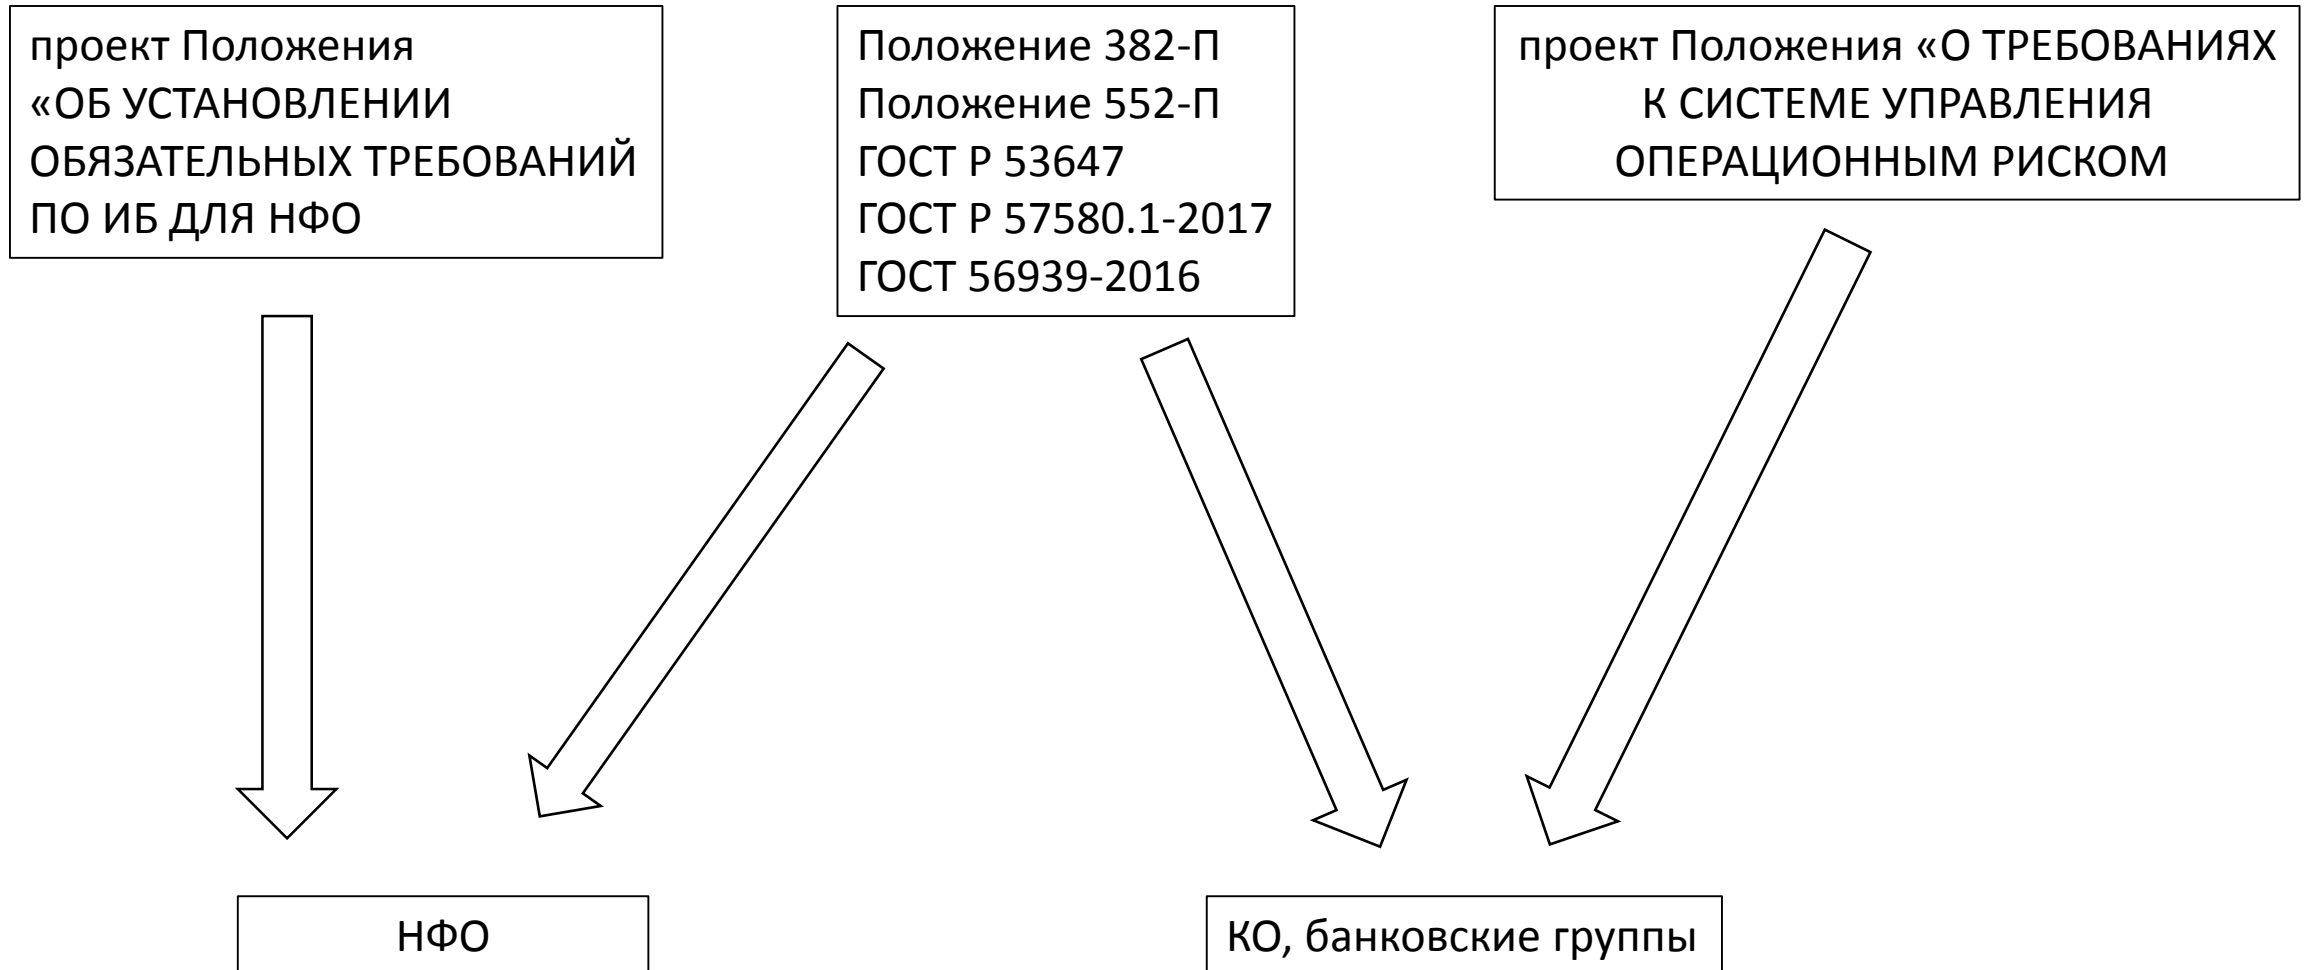 проект Положения
«ОБ УСТАНОВЛЕНИИ
ОБЯЗАТЕЛЬНЫХ ТРЕБОВАНИЙ
ПО ИБ ДЛЯ НФО
Положение 382-П
Положение 552-П
ГОСТ Р 53647
ГОСТ Р 57580.1-2017
ГОСТ 56939-2016
проект Положения «О ТРЕБОВАНИЯХ
К СИСТЕМЕ УПРАВЛЕНИЯ
ОПЕРАЦИОННЫМ РИСКОМ
НФО
КО, банковские группы